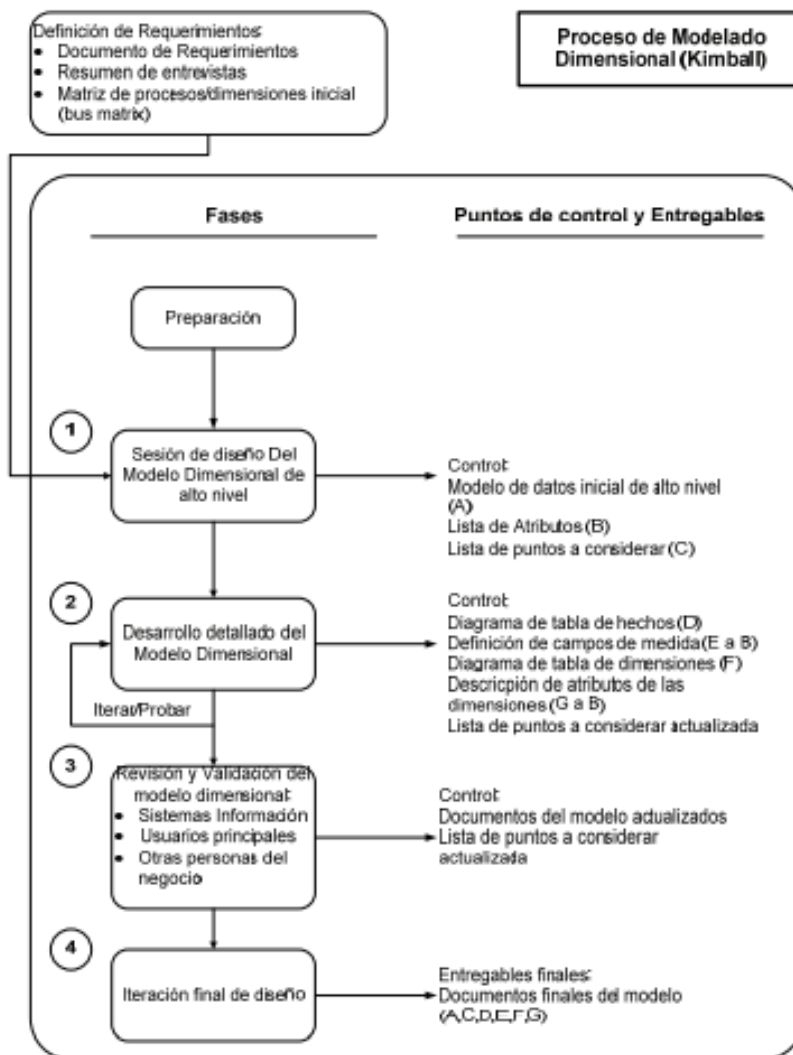 Definición de Requerimientos:
• Documento de Requerimientos
• Resumen de entrevistas
• Matriz de procesos/dimensiones inicial
(bus matrix)
Proceso de Modelado
Dimensional (Kimball)
Fases
Puntos de control y Entregables
Preparación
1
Sesión de diseño Del
Modelo Dimensional de
alto nivel
Control:
Modelo de datos inicial de alto nivel
(A)
Lista de Atributos (B)
Lista de puntos a considerar (C)
2
Desarrollo detallado del
Modelo Dimensional
Iterar/Probar
Control:
Diagrama de tabla de hechos (D)
Definición de campos de medida (E a B)
Diagrama de tabla de dimensiones (F)
Descripción de atributos de las
dimensiones (G a B)
Lista de puntos a considerar actualizada
3
Revisión y Validación del
modelo dimensional:
• Sistemas Información
• Usuarios principales
• Otras personas del
negocio
Control:
Documentos del modelo actualizados
Lista de puntos a considerar
actualizada
4
Iteración final de diseño
Entregables finales:
Documentos finales del modelo
(A,C,D,E,F,G)